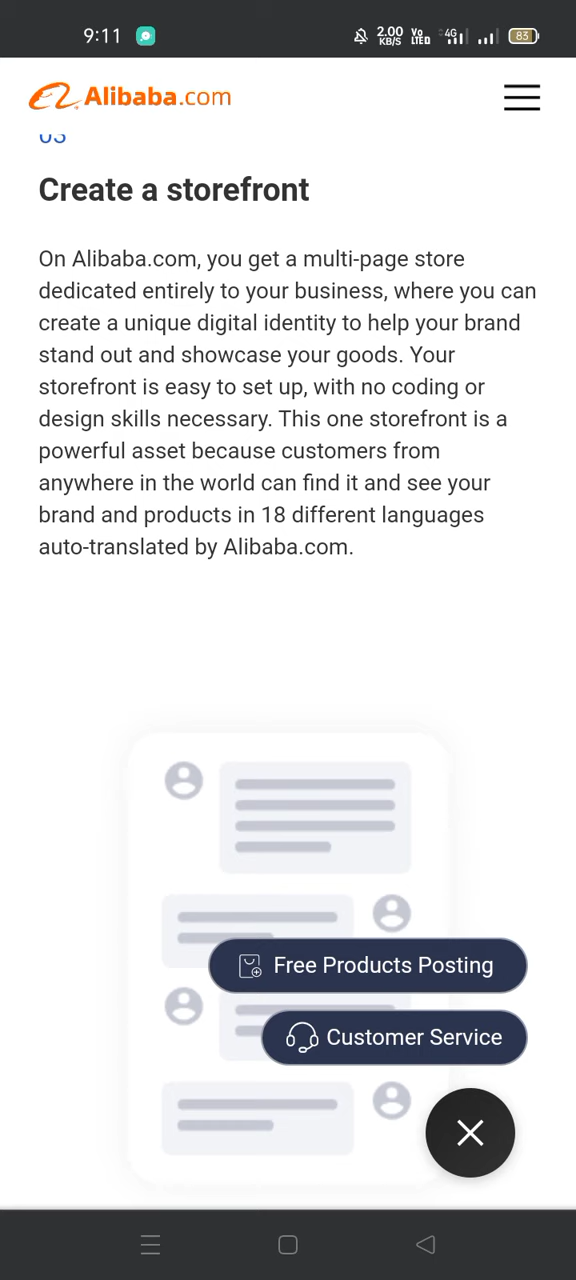 9:11
2.00
KB/S
Vo
LTED
4G
83
Alibaba.com
03
Create a storefront
On Alibaba.com, you get a multi-page store
dedicated entirely to your business, where you can
create a unique digital identity to help your brand
stand out and showcase your goods. Your
storefront is easy to set up, with no coding or
design skills necessary. This one storefront is a
powerful asset because customers from
anywhere in the world can find it and see your
brand and products in 18 different languages
auto-translated by Alibaba.com.
Free Products Posting
Customer Service